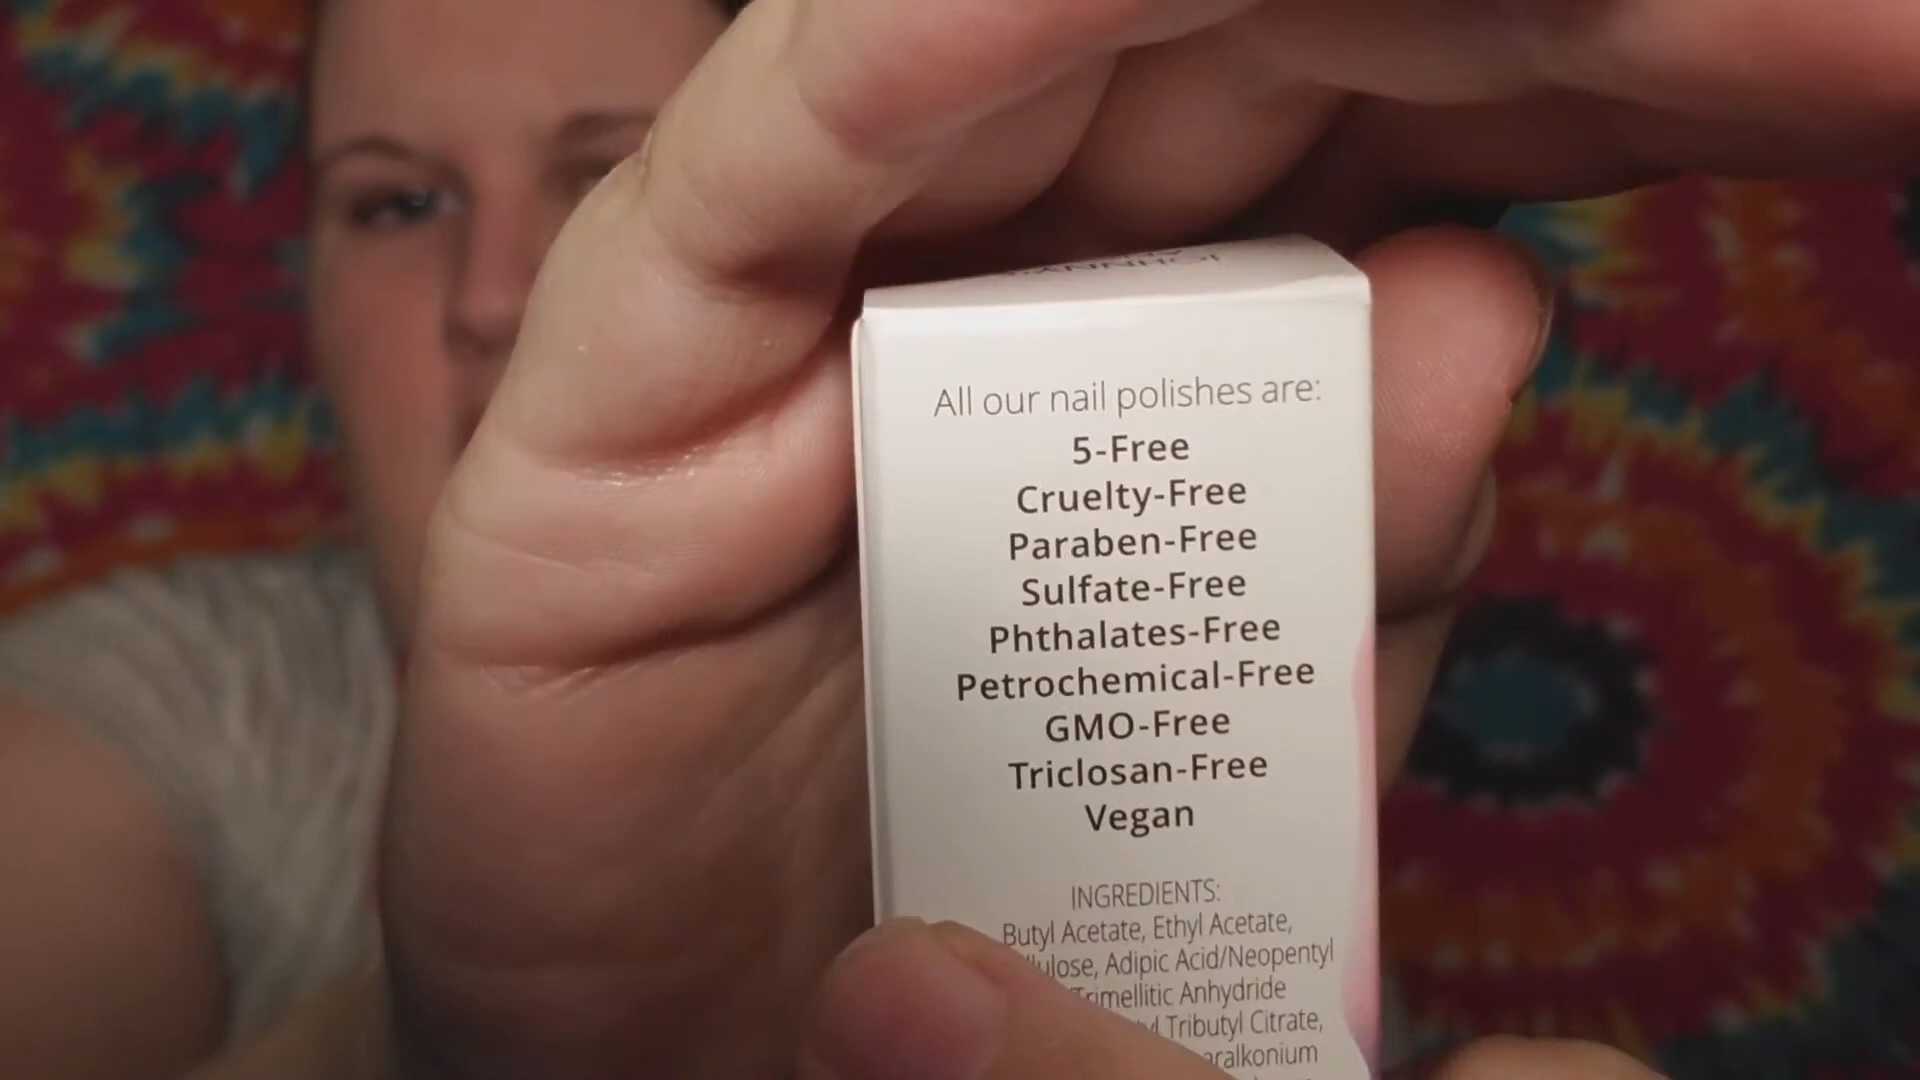 All our nail polishes are:
5-Free
Cruelty-Free
Paraben-Free
Sulfate-Free
Phthalates-Free
Petrochemical-Free
GMO-Free
Triclosan-Free
Vegan
INGREDIENTS:
Butyl Acetate, Ethyl Acetate,
Adipic Acid/Neopentyl
Trimellitic Anhydride
Tributyl Citrate,